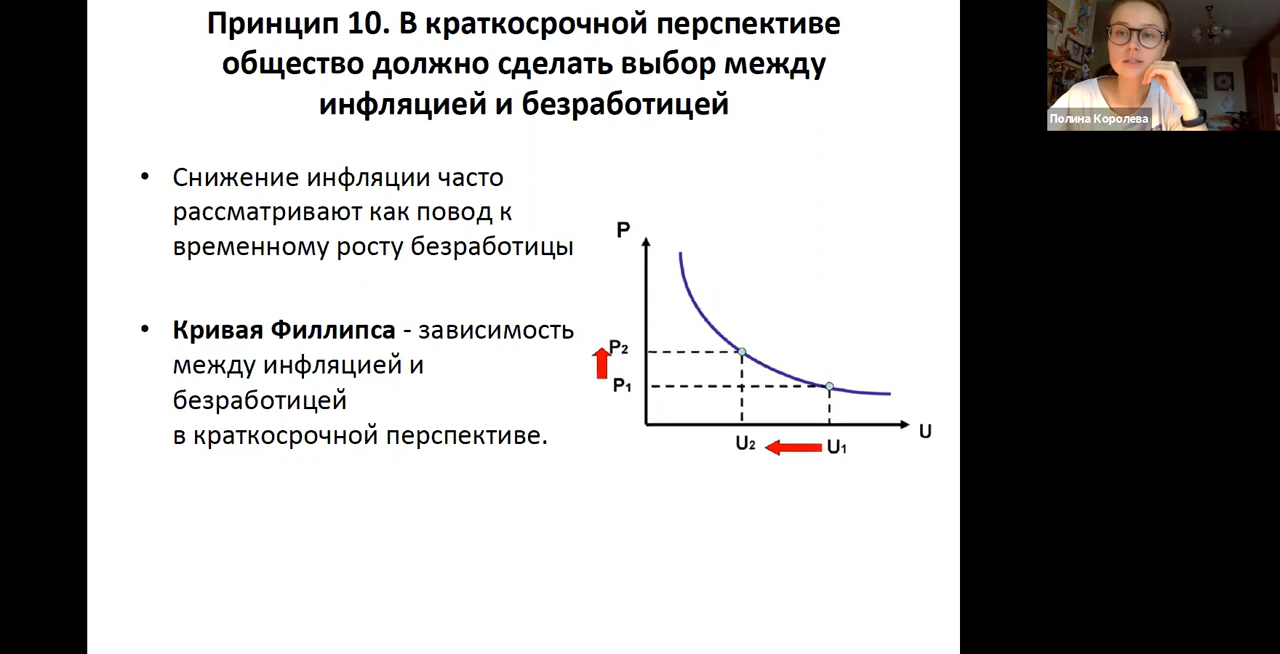 Принцип 10. В краткосрочной перспективе
общество должно сделать выбор между
инфляцией и безработицей
• Снижение инфляции часто
рассматривают как повод к
временному росту безработицы
• Кривая Филлипса - зависимость
между инфляцией и
безработицей
в краткосрочной перспективе.
P
P2
P1
U2
U1
U
Полина Королева